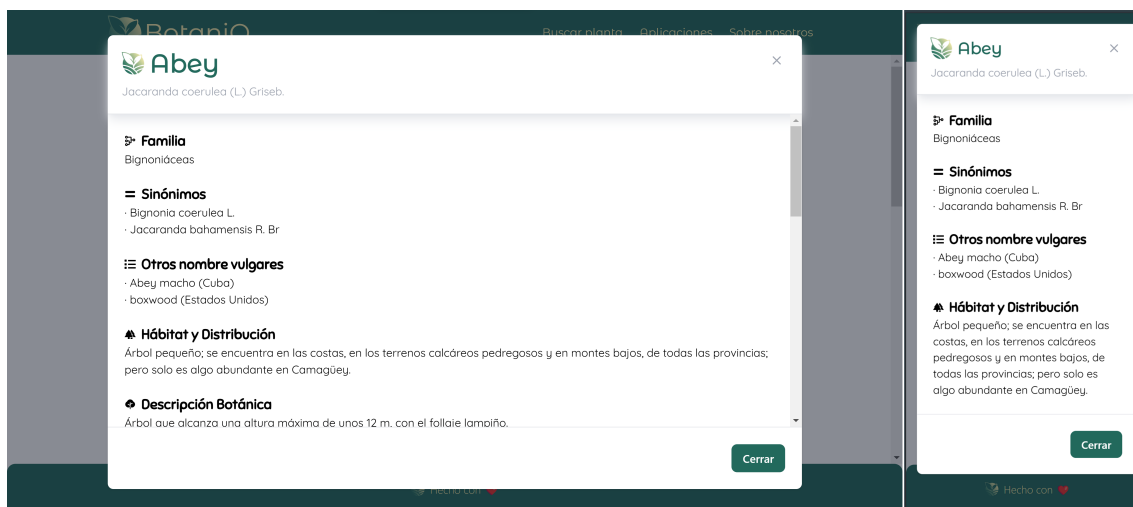 BotaniQ
Buscar planta Aplicaciones Sobre nosotros
Abey
Jacaranda coerulea (L.) Griseb.
Familia
Bignoniáceas
Sinónimos
· Bignonia coerulea L.
· Jacaranda bahamensis R. Br
Otros nombre vulgares
· Abey macho (Cuba)
· boxwood (Estados Unidos)
Hábitat y Distribución
Árbol pequeño; se encuentra en las costas, en los terrenos calcáreos pedregosos y en montes bajos, de todas las provincias;
pero solo es algo abundante en Camagüey.
Descripción Botánica
Árbol que alcanza una altura máxima de unos 12 m. con el follaje lampiño.
Cerrar
Hecho con
Abey
Jacaranda coerulea (L.) Griseb.
Familia
Bignoniáceas
Sinónimos
· Bignonia coerulea L.
· Jacaranda bahamensis R. Br
Otros nombre vulgares
· Abey macho (Cuba)
· boxwood (Estados Unidos)
Hábitat y Distribución
Árbol pequeño; se encuentra en las
costas, en los terrenos calcáreos
pedregosos y en montes bajos, de
todas las provincias; pero solo es
algo abundante en Camagüey.
Cerrar
Hecho con